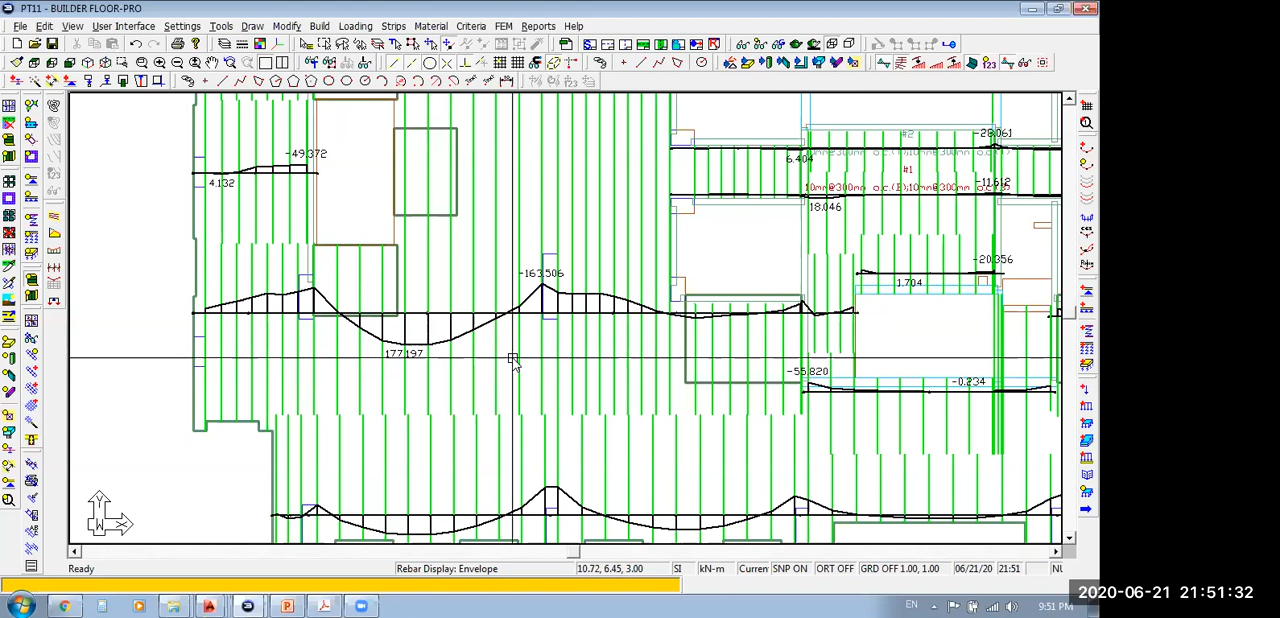 PT11 - BUILDER FLOOR-PRO
File Edit View User Interface Settings Tools Draw Modify Build Loading Strips Material Criteria FEM Reports Help
-49.372
4.132
-163.506
177.197
#2
-28.061
6.404
#1
-11.612
18.046
-20.356
1.704
-55.820
-0.234
Y
W X
Ready Rebar Display: Envelope 10.72, 6.45, 3.00 SI kN-m Curren SNP ON ORT OFF GRD OFF 1.00, 1.00 06/21/20 21:51 NU
EN 9:51 PM
2020-06-21 21:51:32